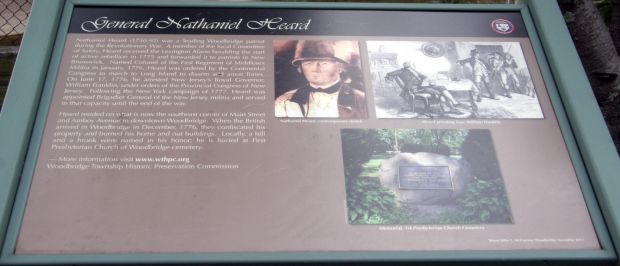 General Nathaniel Heard
Nathaniel Heard (1730-92) was a leading Woodbridge patriot
during the Revolutionary War. A member of the local Committee
of Safety, Heard received the Lexington Alarm heralding the start
of active rebellion in 1775 and forwarded it to patriots in New
Brunswick. Named Colonel of the First Regiment of Middlesex
Militia in January, 1776, Heard was ordered by the Continental
Congress to march to Long Island to disarm and arrest Tories.
On June 17, 1776, he arrested New Jersey's Royal Governor,
William Franklin, under orders of the Provincial Congress of New
Jersey. Following the New York campaign of 1777, Heard was
appointed Brigadier General of the New Jersey militia and served
in that capacity until the end of the war.
Heard resided on what is now the southeast corner of Main Street
and Amboy Avenue in downtown Woodbridge. When the British
arrived in Woodbridge in December, 1776, they confiscated his
property and burned his home and out buildings. Locally, a hill
and a brook were named in his honor; he is buried at First
Presbyterian Church of Woodbridge cemetery.
— More information visit www.wthpc.org
Woodbridge Township Historic Preservation Commission
Nathaniel Heard, contemporary sketch
Heard arresting Gov. William Franklin
Memorial, 1st Presbyterian Church Cemetery